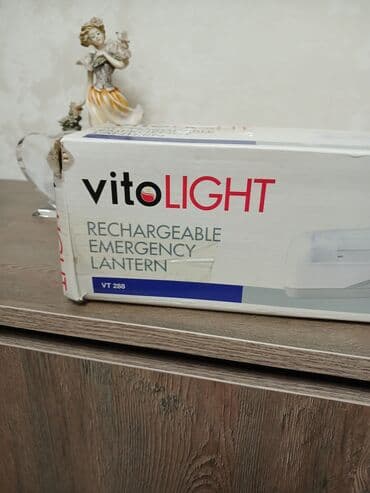 vitoLIGHT
RECHARGEABLE
EMERGENCY
LANTERN
VT 288